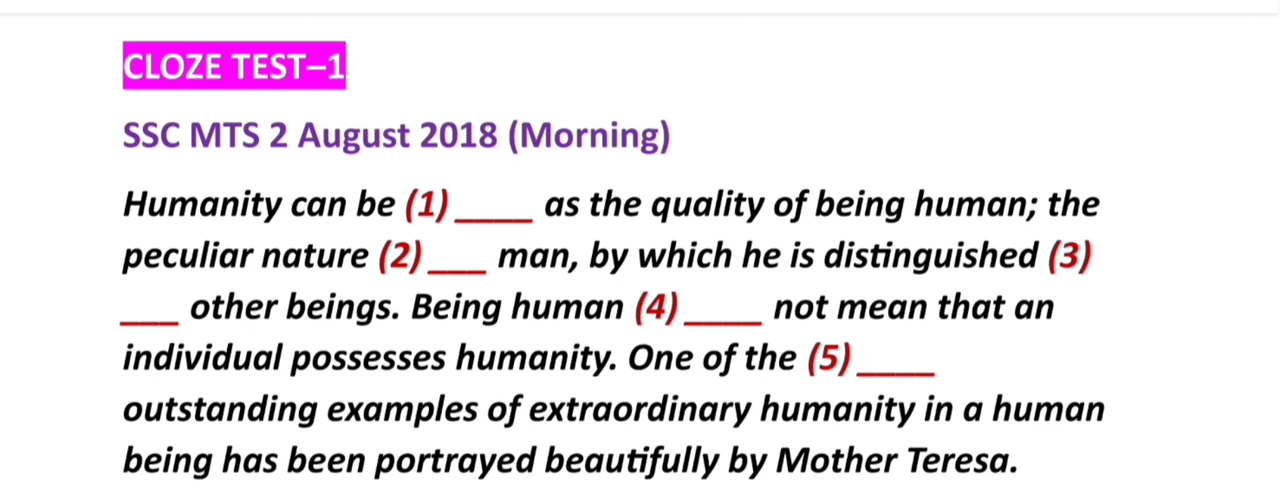 CLOZE TEST–1
SSC MTS 2 August 2018 (Morning)
Humanity can be (1)____ as the quality of being human; the
peculiar nature (2)___ man, by which he is distinguished (3)
___ other beings. Being human (4)____ not mean that an
individual possesses humanity. One of the (5)____
outstanding examples of extraordinary humanity in a human
being has been portrayed beautifully by Mother Teresa.